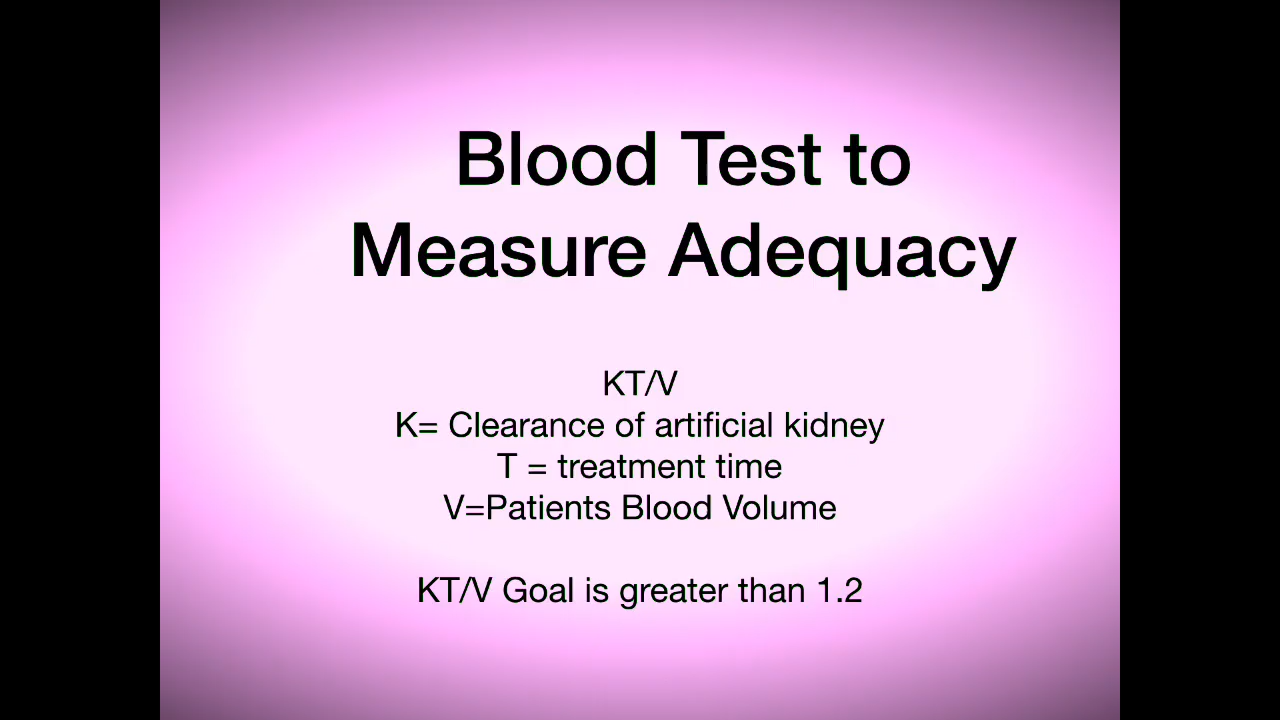 Blood Test to
Measure Adequacy
KT/V
K= Clearance of artificial kidney
T = treatment time
V=Patients Blood Volume
KT/V Goal is greater than 1.2